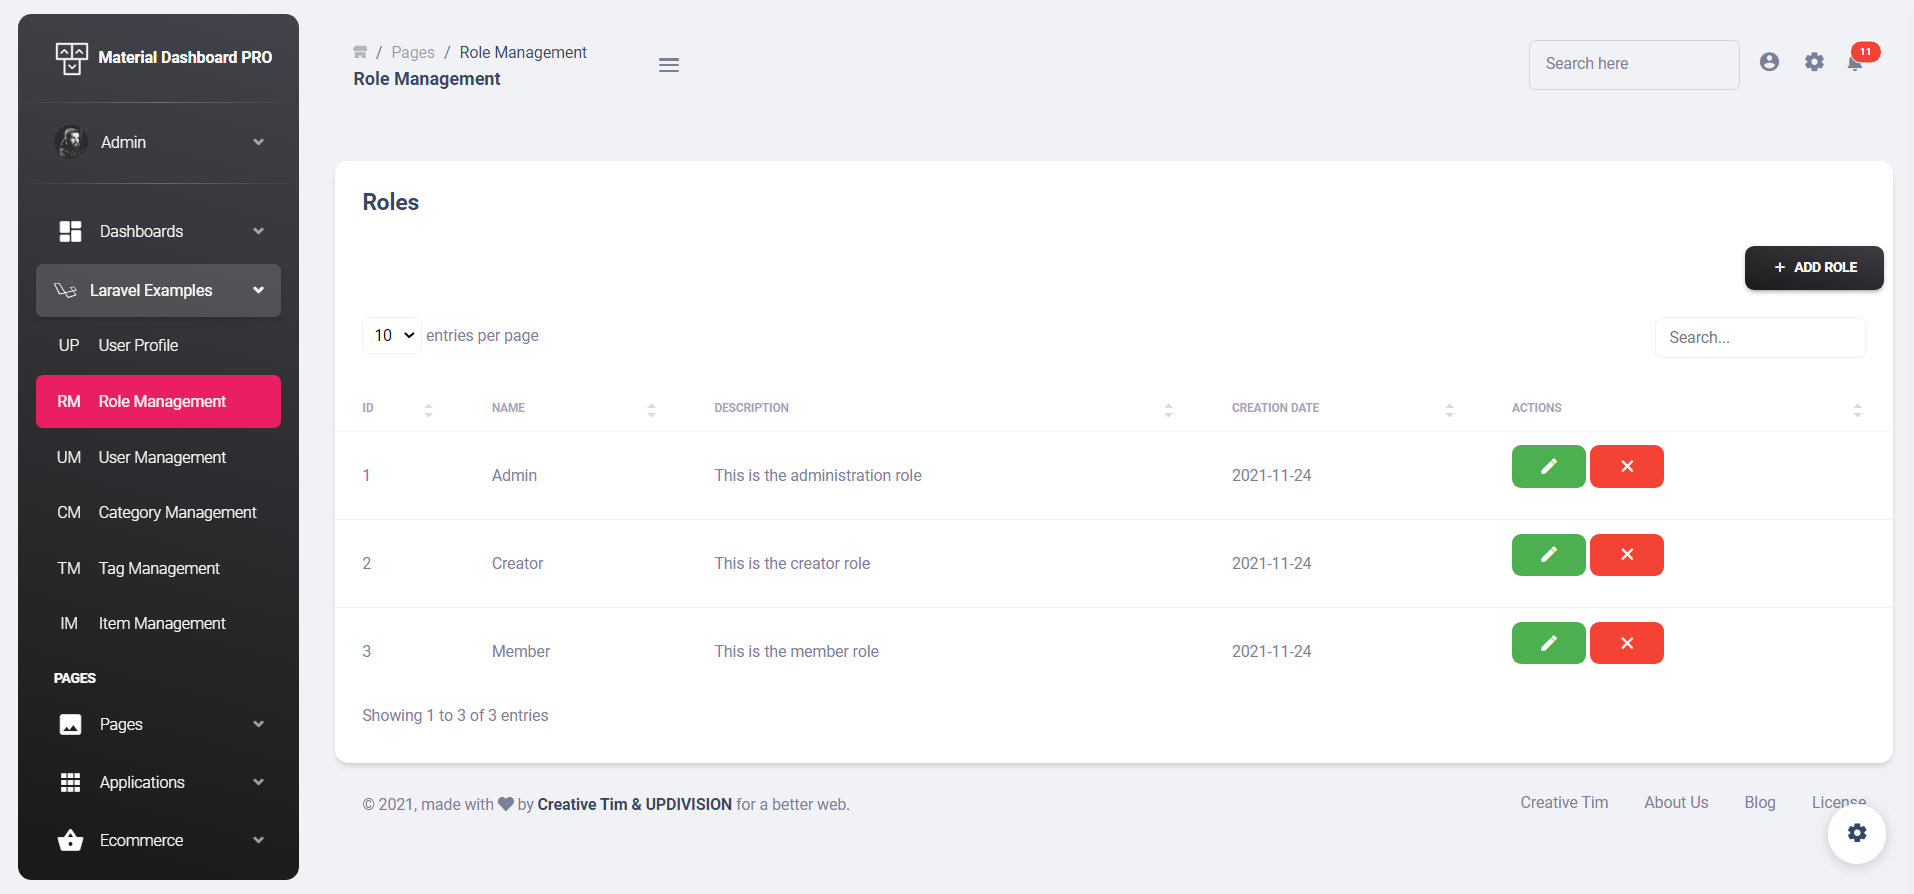 Material Dashboard PRO
Admin
Dashboards
Laravel Examples
UP User Profile
RM Role Management
UM User Management
CM Category Management
TM Tag Management
IM Item Management
PAGES
Pages
Applications
Ecommerce
/ Pages / Role Management
Role Management
Search here
11
Roles
+ ADD ROLE
10 entries per page
Search...
ID NAME DESCRIPTION CREATION DATE ACTIONS
1 Admin This is the administration role 2021-11-24
2 Creator This is the creator role 2021-11-24
3 Member This is the member role 2021-11-24
Showing 1 to 3 of 3 entries
© 2021, made with by Creative Tim & UPDIVISION for a better web.
Creative Tim About Us Blog License